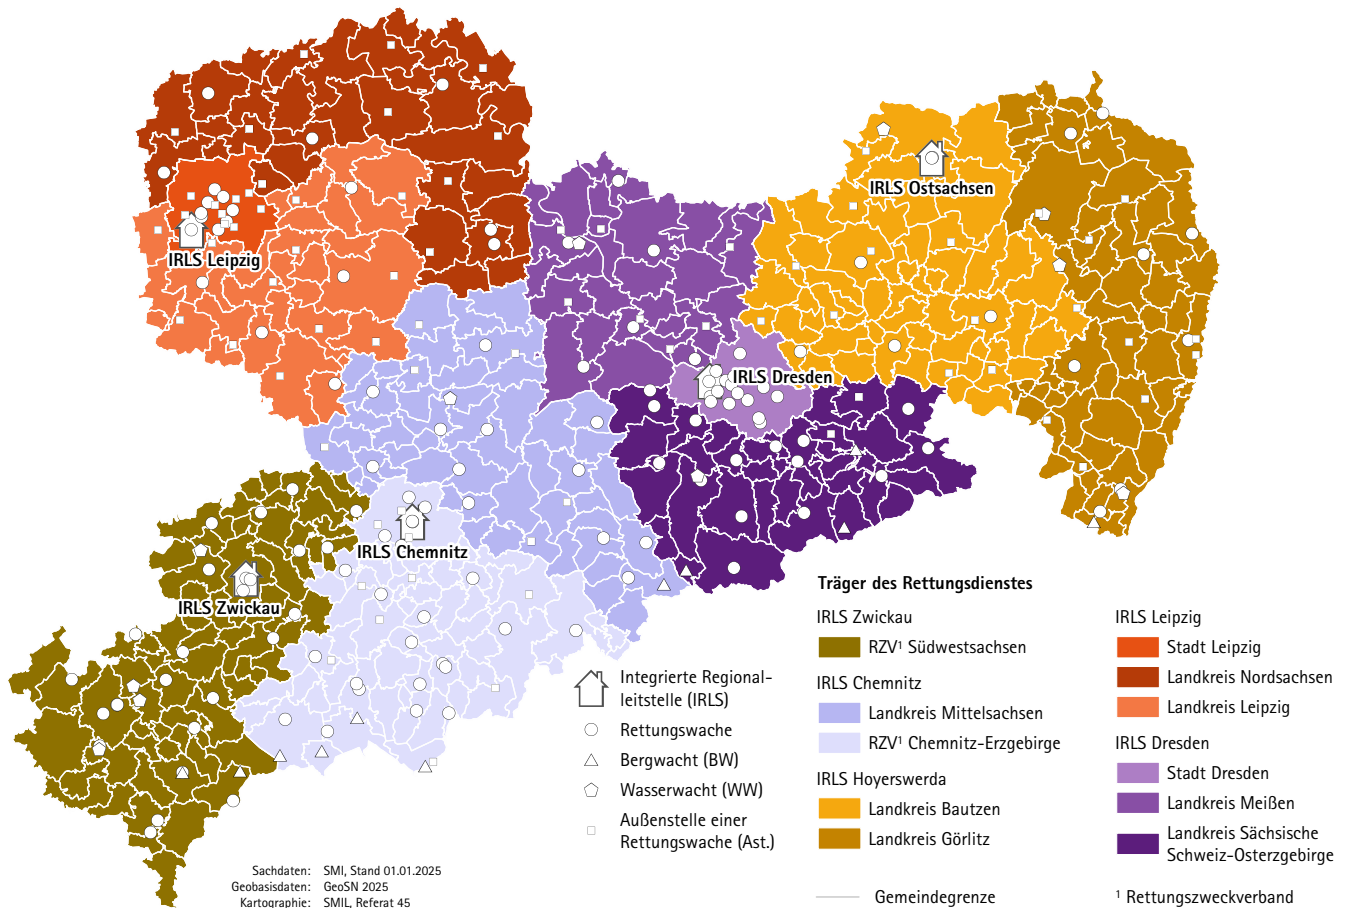 IRLS Ostsachsen
IRLS Leipzig
IRLS Dresden
IRLS Chemnitz
IRLS Zwickau
Integrierte Regional-
leitstelle (IRLS)
Rettungswache
Bergwacht (BW)
Wasserwacht (WW)
Außenstelle einer
Rettungswache (Ast.)
Träger des Rettungsdienstes
IRLS Zwickau
RZV¹ Südwestsachsen
IRLS Chemnitz
Landkreis Mittelsachsen
RZV¹ Chemnitz-Erzgebirge
IRLS Hoyerswerda
Landkreis Bautzen
Landkreis Görlitz
Gemeindegrenze
IRLS Leipzig
Stadt Leipzig
Landkreis Nordsachsen
Landkreis Leipzig
IRLS Dresden
Stadt Dresden
Landkreis Meißen
Landkreis Sächsische
Schweiz-Osterzgebirge
¹ Rettungszweckverband
Sachdaten: SMI, Stand 01.01.2025
Geobasisdaten: GeoSN 2025
Kartographie: SMIL, Referat 45